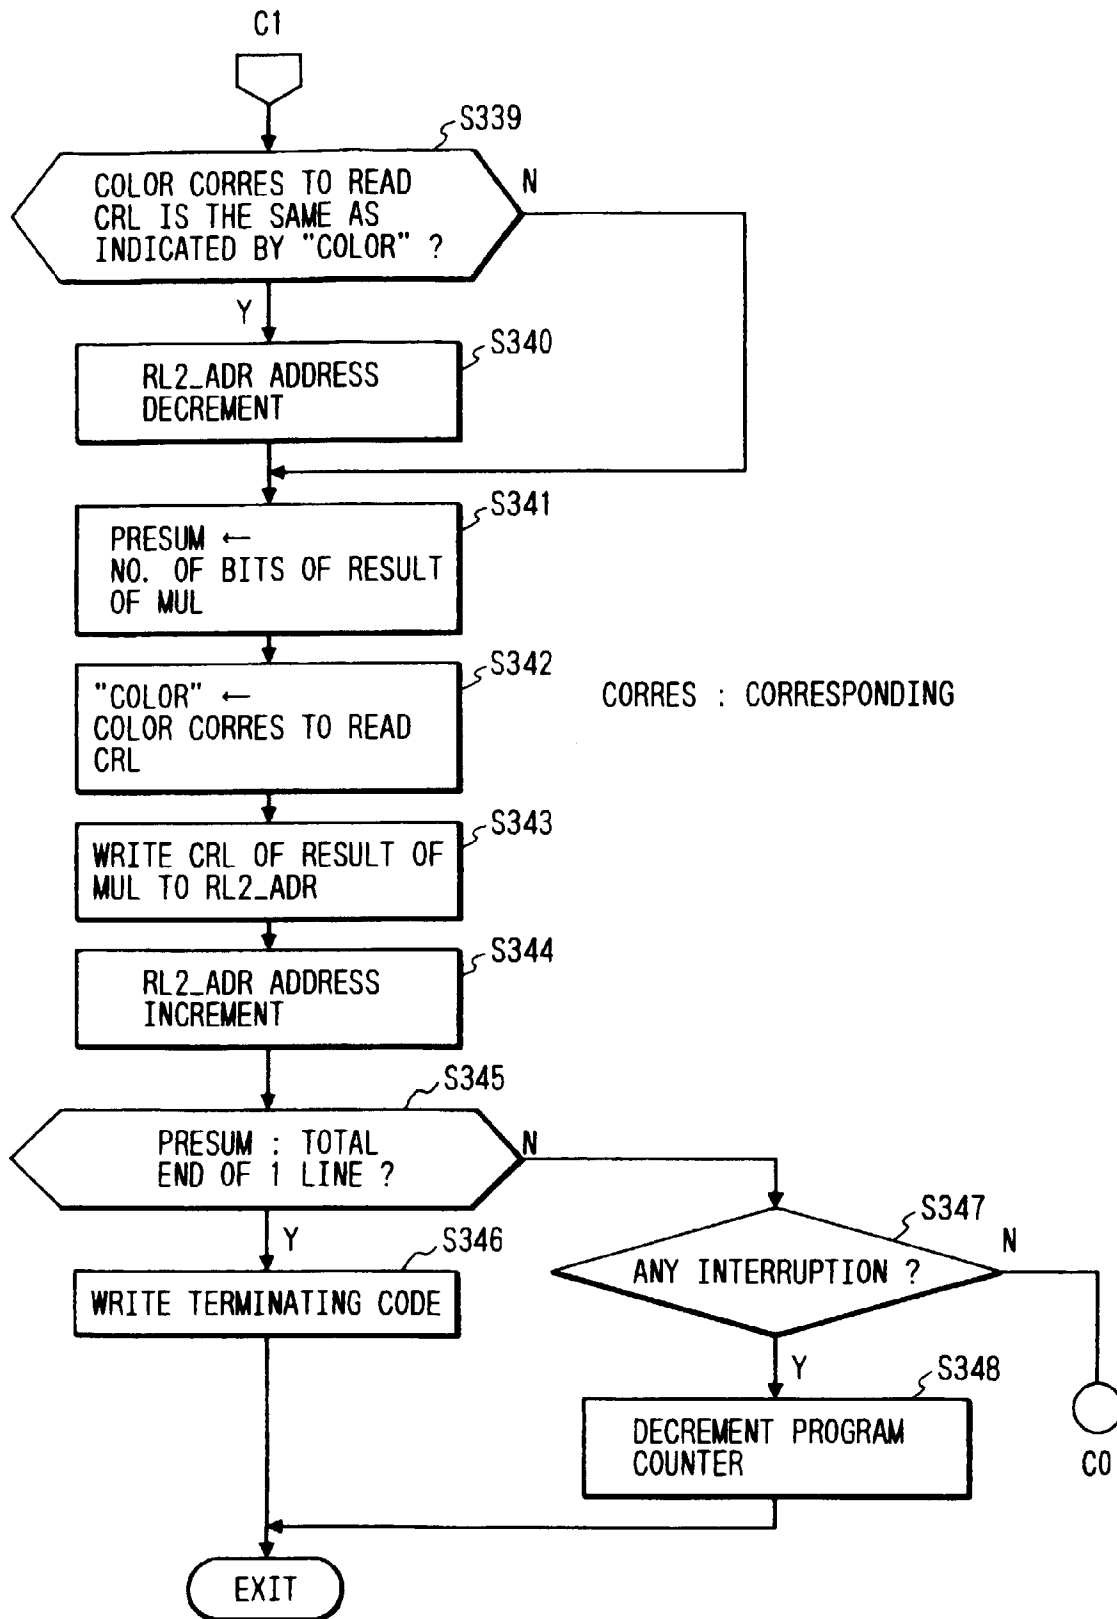 C1
S339
COLOR CORRES TO READ
CRL IS THE SAME AS
INDICATED BY "COLOR" ?
N
Y
S340
RL2_ADR ADDRESS
DECREMENT
S341
PRESUM ←
NO. OF BITS OF RESULT
OF MUL
S342
"COLOR" ←
COLOR CORRES TO READ
CRL
CORRES : CORRESPONDING
S343
WRITE CRL OF RESULT OF
MUL TO RL2_ADR
S344
RL2_ADR ADDRESS
INCREMENT
S345
PRESUM : TOTAL
END OF 1 LINE ?
N
Y
S346
WRITE TERMINATING CODE
S347
ANY INTERRUPTION ?
N
Y
S348
DECREMENT PROGRAM
COUNTER
C0
EXIT